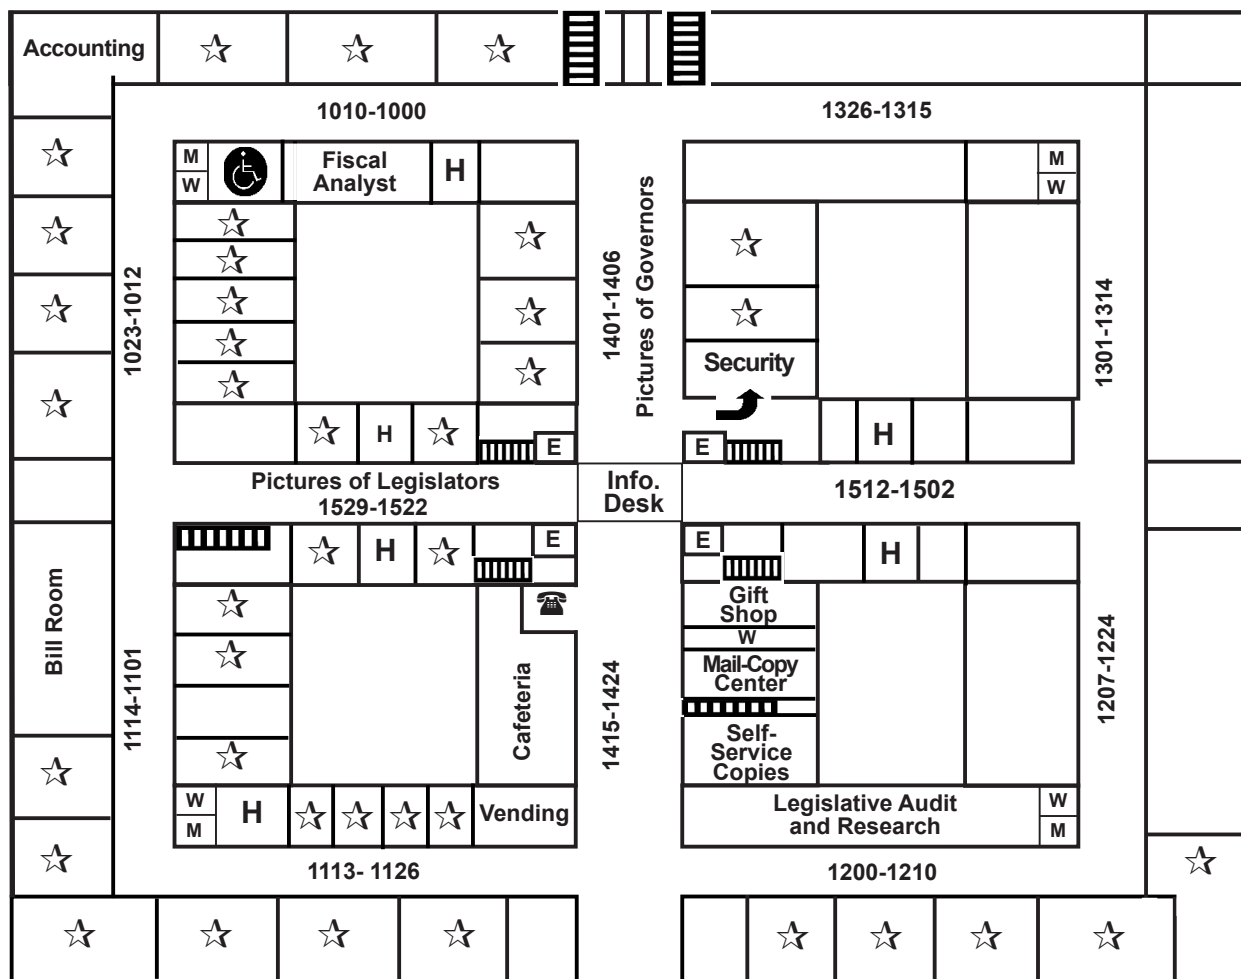 Accounting
1010-1000
1326-1315
M
W
Fiscal
Analyst
H
M
W
1023-1012
1401-1406
Pictures of Governors
Security
1301-1314
H
E
E
H
Pictures of Legislators
1529-1522
Info.
Desk
1512-1502
H
E
E
H
Bill Room
1114-1101
Cafeteria
1415-1424
Gift
Shop
W
Mail-Copy
Center
Self-
Service
Copies
1207-1224
W
M
H
Vending
Legislative Audit
and Research
W
M
1113- 1126
1200-1210